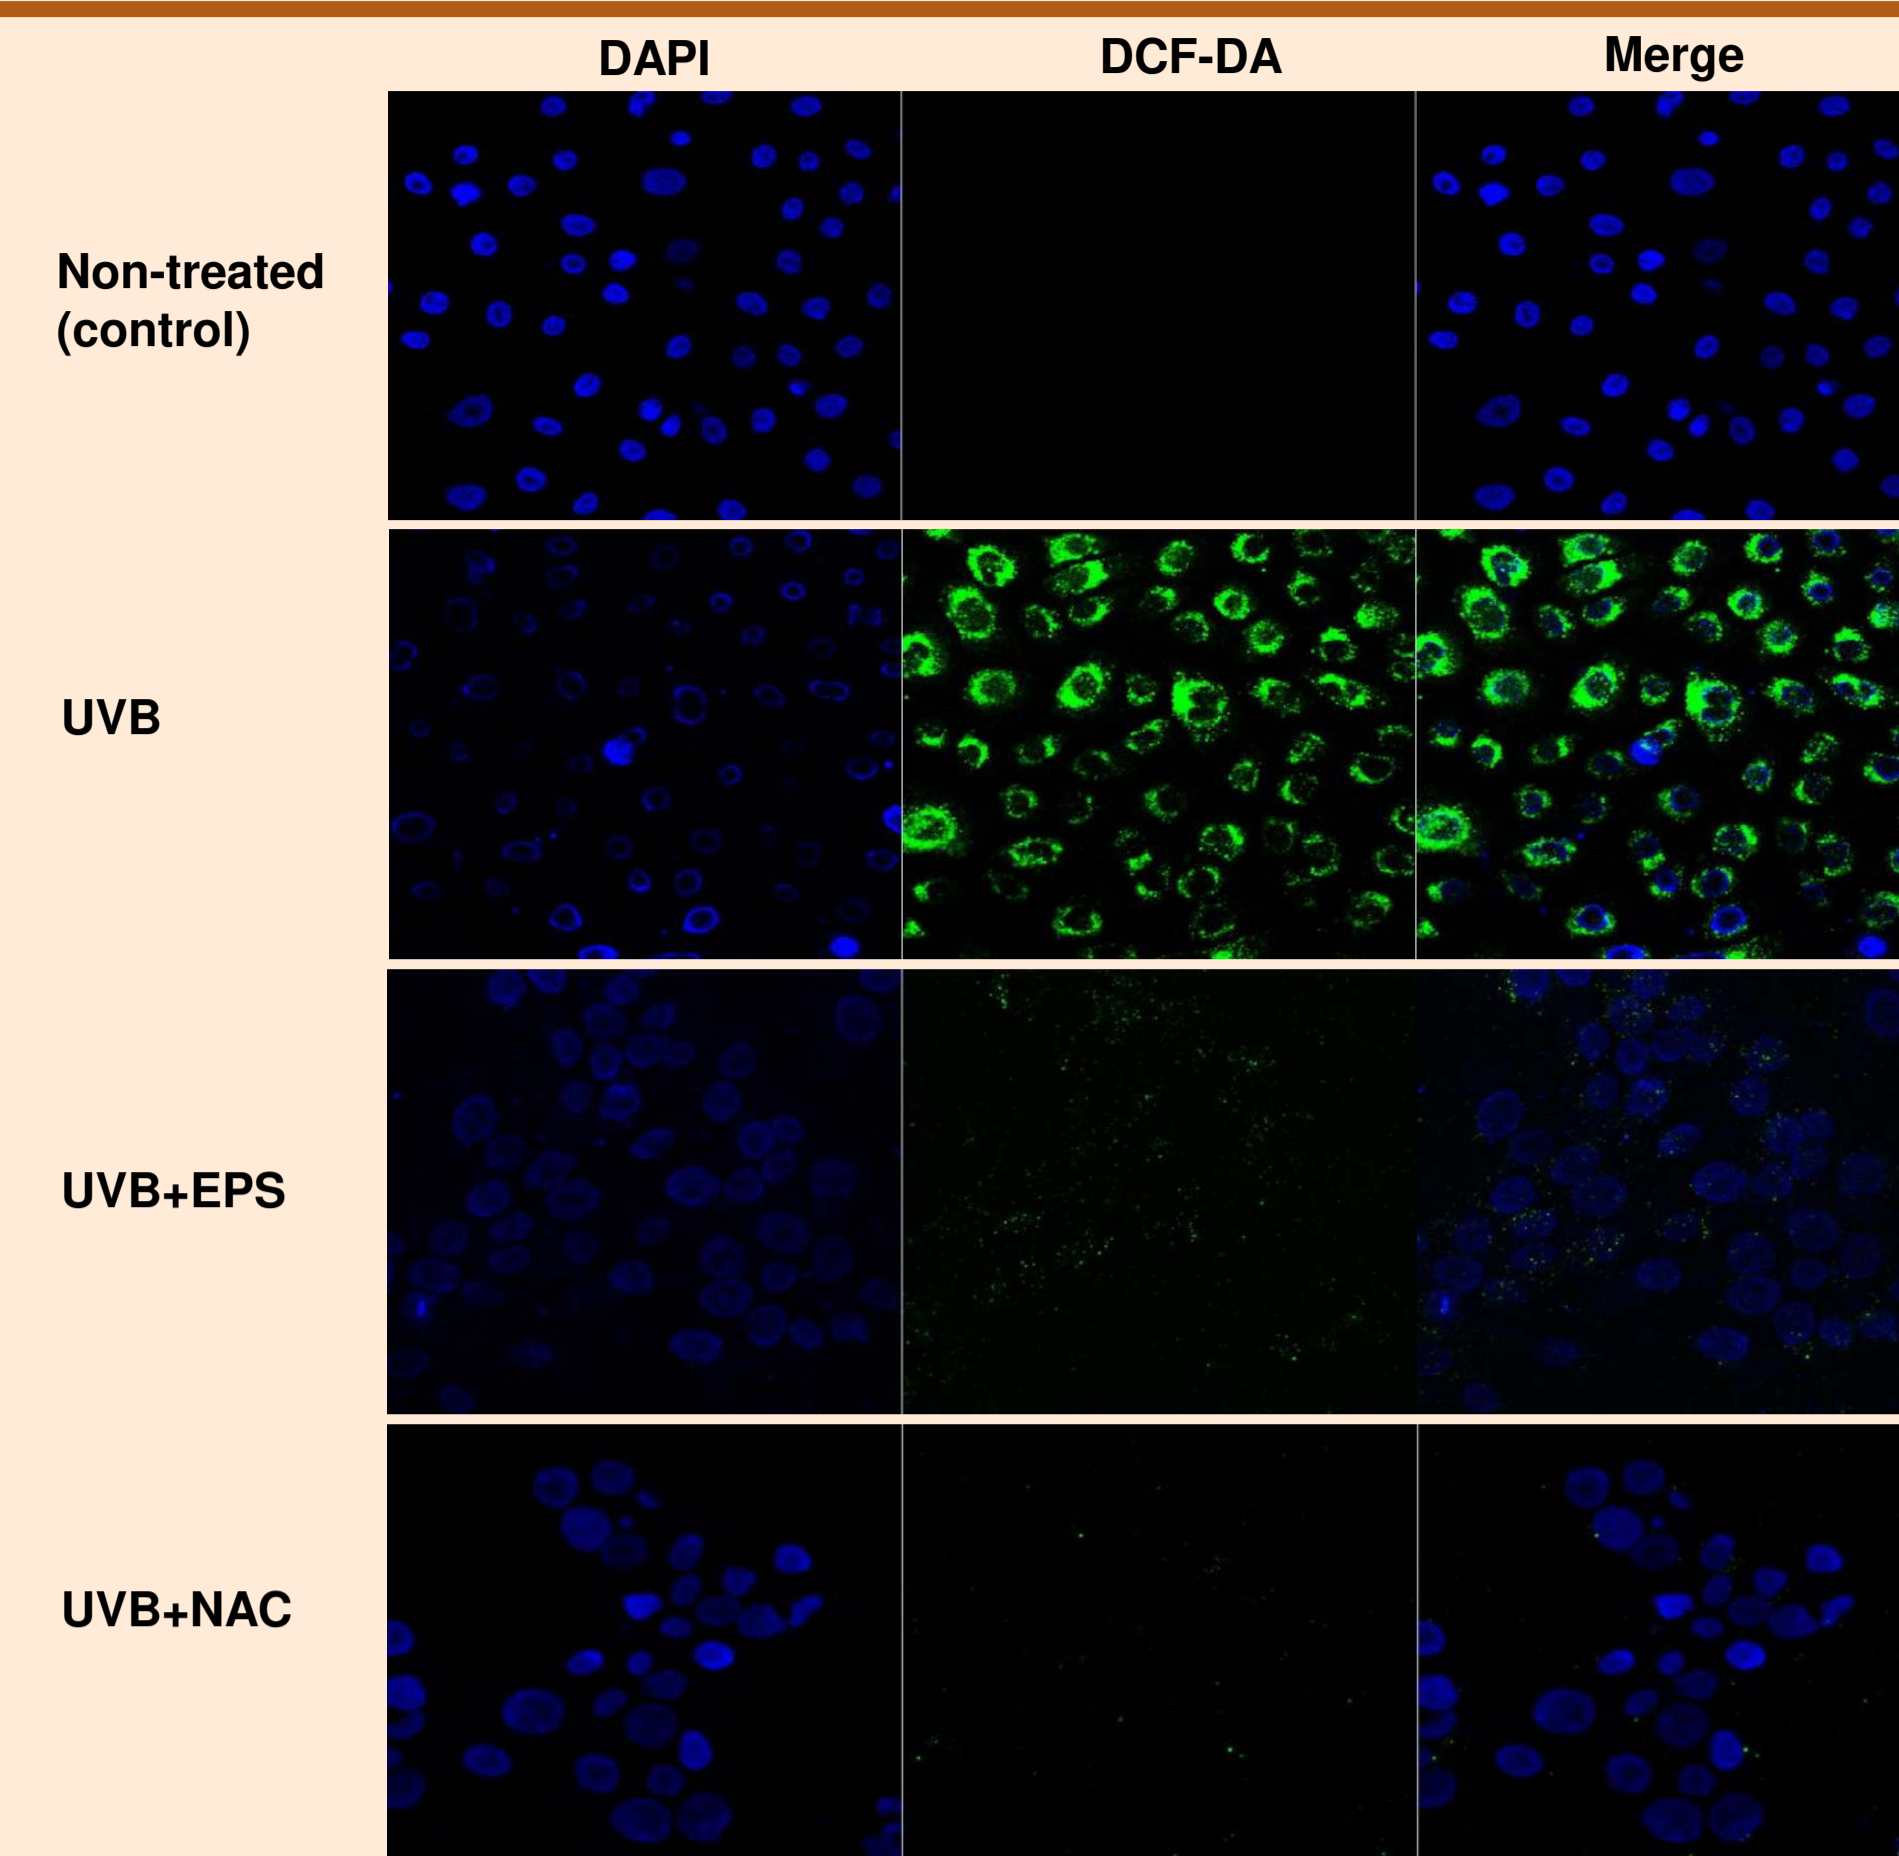 DAPI DCF-DA Merge
Non-treated
(control)
UVB
UVB+EPS
UVB+NAC